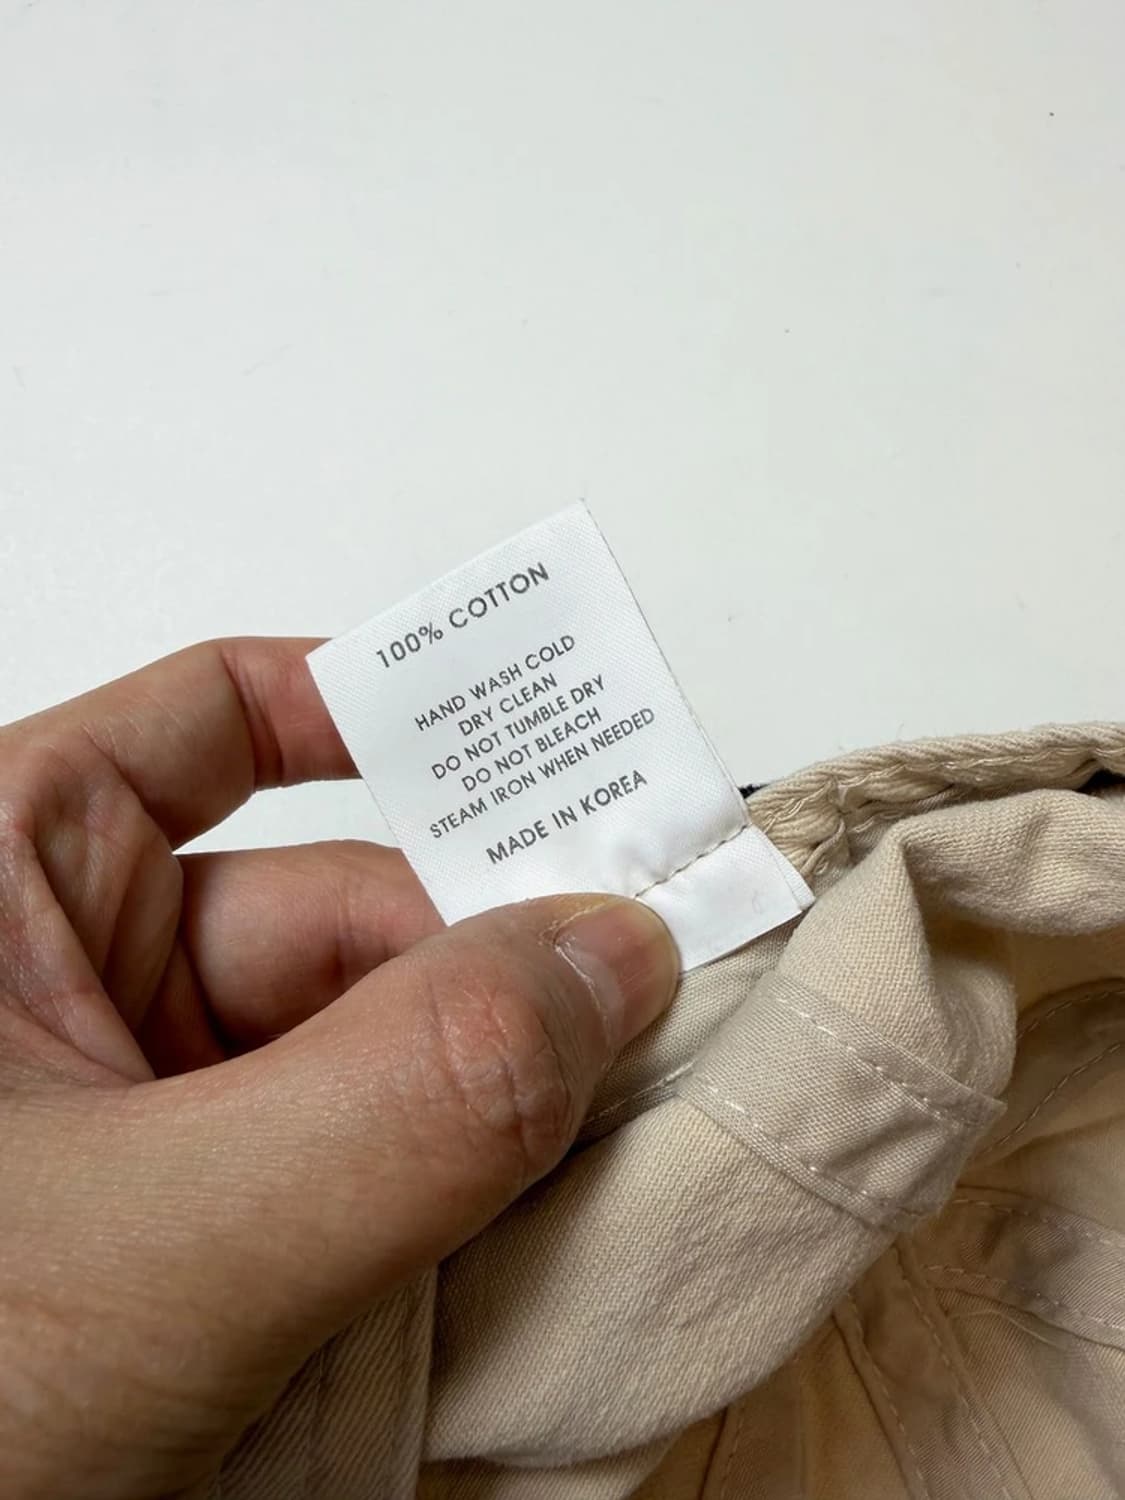 100% COTTON
HAND WASH COLD
DRY CLEAN
DO NOT TUMBLE DRY
DO NOT BLEACH
STEAM IRON WHEN NEEDED
MADE IN KOREA